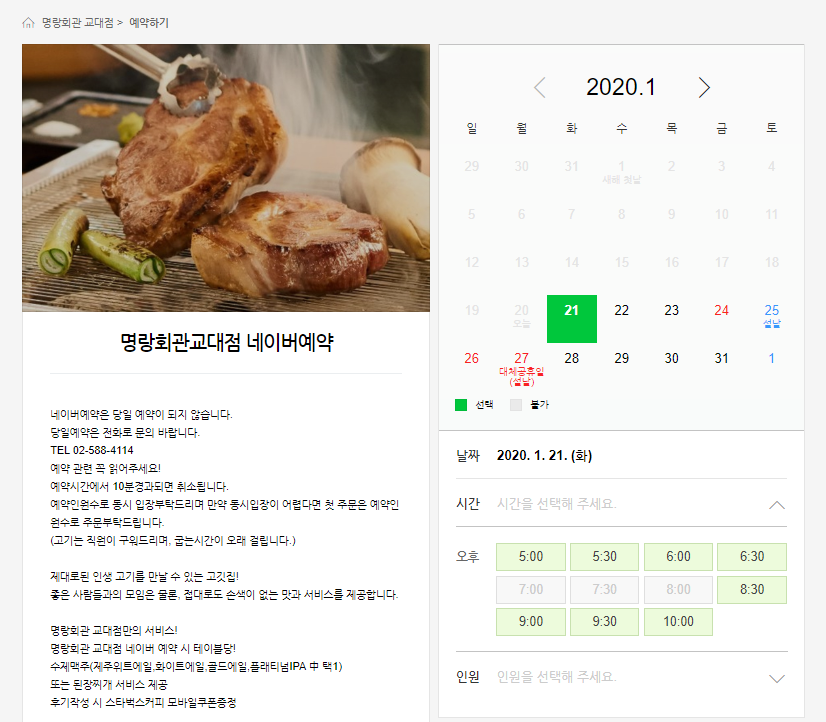 명랑회관 교대점 > 예약하기
명랑회관교대점 네이버예약
네이버예약은 당일 예약이 되지 않습니다.
당일예약은 전화로 문의 바랍니다.
TEL 02-588-4114
예약 관련 꼭 읽어주세요!
예약시간에서 10분경과되면 취소됩니다.
예약인원수로 동시 입장부탁드리며 만약 동시입장이 어렵다면 첫 주문은 예약인
원수로 주문부탁드립니다.
(고기는 직원이 구워드리며, 굽는시간이 오래 걸립니다.)
제대로된 인생 고기를 만날 수 있는 고깃집!
좋은 사람들과의 모임은 물론, 접대로도 손색이 없는 맛과 서비스를 제공합니다.
명랑회관 교대점만의 서비스!
명랑회관 교대점 네이버 예약 시 테이블당!
수제맥주(제주위트에일,화이트에일,골드에일,플래티넘IPA 中 택1)
또는 된장찌개 서비스 제공
후기작성 시 스타벅스커피 모바일쿠폰증정
2020.1
일 월 화 수 목 금 토
29 30 31 1 2 3 4
새해 첫날
5 6 7 8 9 10 11
12 13 14 15 16 17 18
19 20 21 22 23 24 25
오늘 설날
26 27 28 29 30 31 1
대체공휴일
(설날)
선택 불가
날짜 2020. 1. 21. (화)
시간 시간을 선택해 주세요.
오후 5:00 5:30 6:00 6:30
7:00 7:30 8:00 8:30
9:00 9:30 10:00
인원 인원을 선택해 주세요.